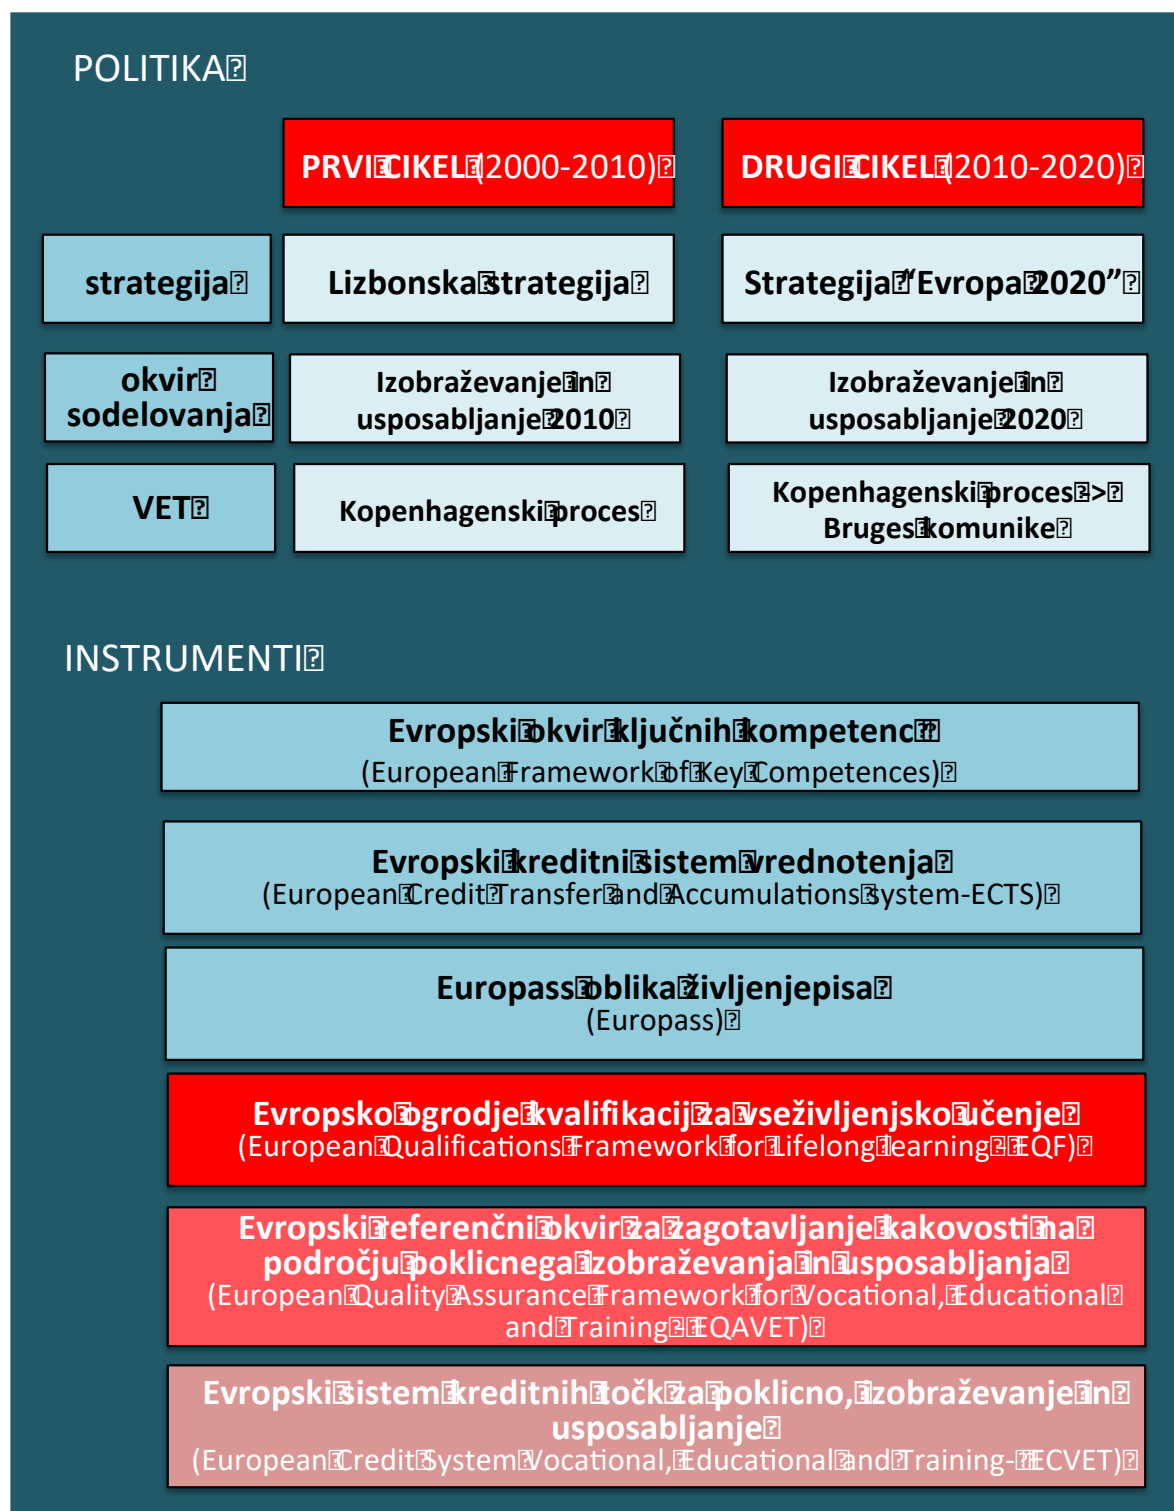 POLITIKA
PRVI CIKEL (2000-2010)
DRUGI CIKEL (2010-2020)
strategija
Lizbonska strategija
Strategija “Evropa 2020”
okvir
sodelovanja
Izobraževanje in
usposabljanje 2010
Izobraževanje in
usposabljanje 2020
VET
Kopenhagenski proces
Kopenhagenski proces ->
Bruges komunike
INSTRUMENTI
Evropski okvir ključnih kompetenc
(European Framework of Key Competences)
Evropski kreditni sistem vrednotenja
(European Credit Transfer and Accumulations system-ECTS)
Europass oblika življenjepisa
(Europass)
Evropsko ogrodje kvalifikacij za vseživljenjsko učenje
(European Qualifications Framework for Lifelong learning - EQF)
Evropski referenčni okvir za zagotavljanje kakovosti na
področju poklicnega izobraževanja in usposabljanja
(European Quality Assurance Framework for Vocational, Educational
and Training - EQAVET)
Evropski sistem kreditnih točk za poklicno, izobraževanje in
usposabljanje
(European Credit System Vocational, Educational and Training- ECVET)